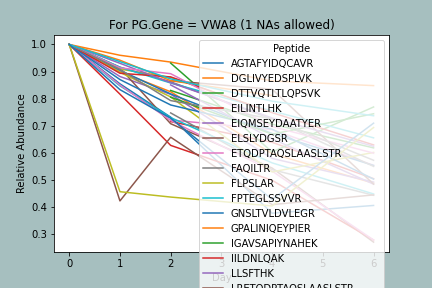 For PG.Gene = VWA8 (1 NAs allowed)
Relative Abundance
1.0
0.9
0.8
0.7
0.6
0.5
0.4
0.3
0
1
2
3
4
5
6
Peptide
AGTAFYIDQCAVR
DGLIVYEDSPLVK
DTTVQTLTLQPSVK
EILINTLHK
EIQMSEYDAATYER
ELSLYDGSR
ETQDPTAQSLAASLSTR
FAQILTR
FLPSLAR
FPTEGLSSVVR
GNSLTVLDVLEGR
GPALINIQEYPIER
IGAVSAPIYNAHEK
IILDNLQAK
LLSFTHK